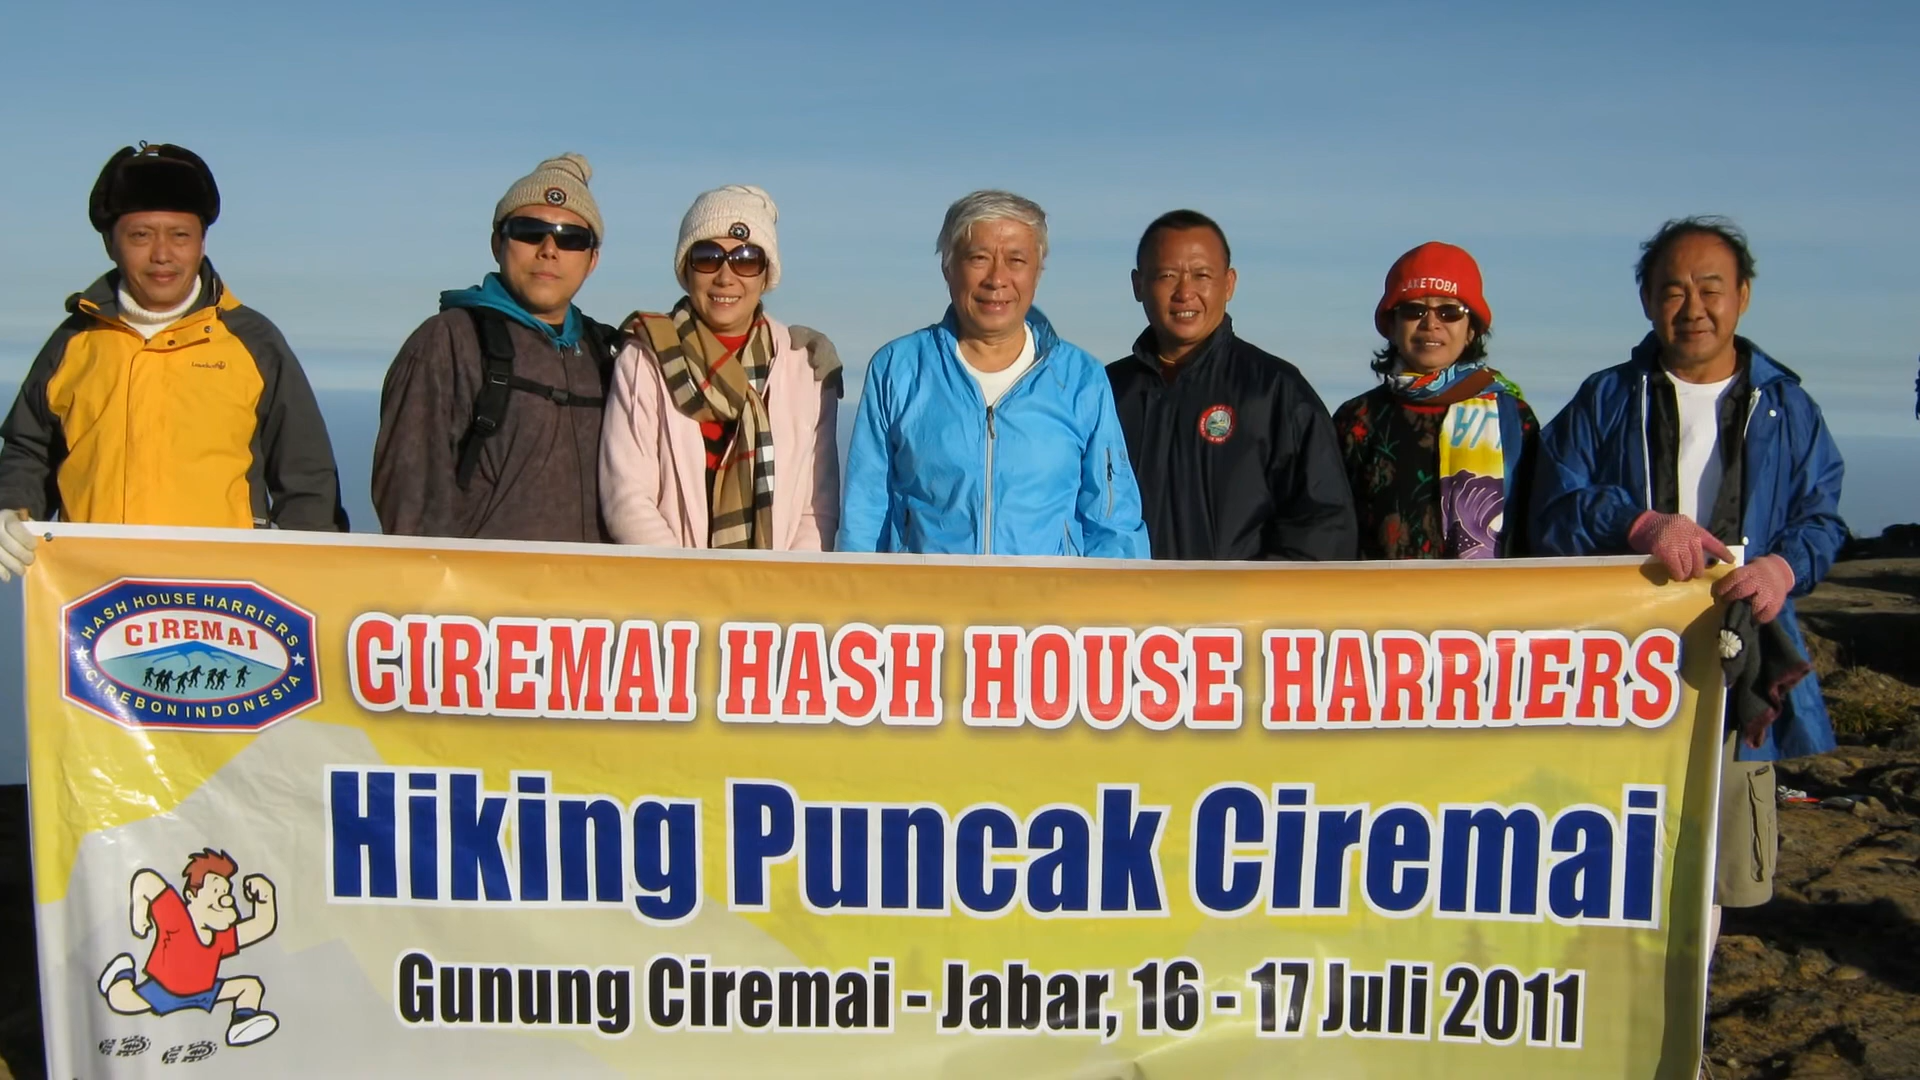 HASH HOUSE HARRIERS
CIREMAI
CIREBON INDONESIA
CIREMAI HASH HOUSE HARRIERS
Hiking Puncak Ciremai
Gunung Ciremai - Jabar, 16 - 17 Juli 2011
LAKE TOBA